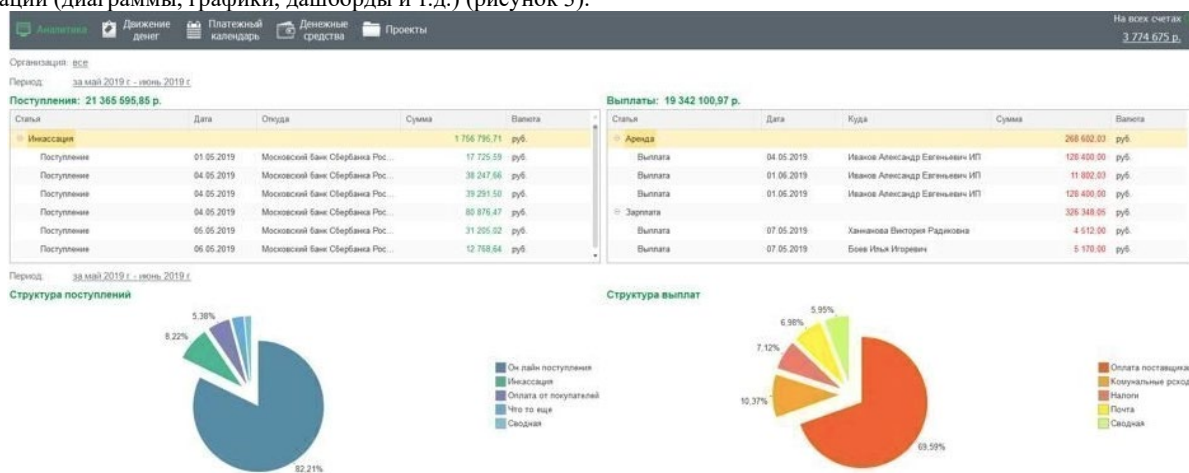 ации (диаграммы, графики, дашборды и т.д.) (рисунок 3).
Аналитика Движение денег Платежный календарь Денежные средства Проекты На всех счетах
3 774 675 р.
Организация: все
Период: за май 2019 г. - июнь 2019 г.
Поступления: 21 365 595,85 р. Выплаты: 19 342 100,97 р.
Статья Дата Откуда Сумма Валюта Статья Дата Куда Сумма Валюта
Инкассация 1 756 795,71 руб. Аренда 268 602,03 руб.
Поступление 01.05.2019 Московский банк Сбербанка Рос... 17 725,59 руб. Выплата 04.05.2019 Иванов Александр Евгеньевич ИП 128 400,00 руб.
Поступление 04.05.2019 Московский банк Сбербанка Рос... 38 247,66 руб. Выплата 01.06.2019 Иванов Александр Евгеньевич ИП 11 802,03 руб.
Поступление 04.05.2019 Московский банк Сбербанка Рос... 39 291,50 руб. Выплата 01.06.2019 Иванов Александр Евгеньевич ИП 128 400,00 руб.
Поступление 04.05.2019 Московский банк Сбербанка Рос... 80 876,47 руб. Зарплата 326 348,05 руб.
Поступление 05.05.2019 Московский банк Сбербанка Рос... 31 205,02 руб. Выплата 07.05.2019 Ханнанова Виктория Радиковна 4 512,00 руб.
Поступление 06.05.2019 Московский банк Сбербанка Рос... 12 768,64 руб. Выплата 07.05.2019 Боев Илья Игоревич 5 170,00 руб.
Период: за май 2019 г. - июнь 2019 г.
Структура поступлений Структура выплат
5,38% 5,95%
8,22% 6,98%
7,12%
10,37%
Он лайн поступления Оплата поставщикам
Инкассация Комунальные рсход
Оплата от покупателей Налоги
Что то еще Почта
Сводная Сводная
69,59%
82,21%